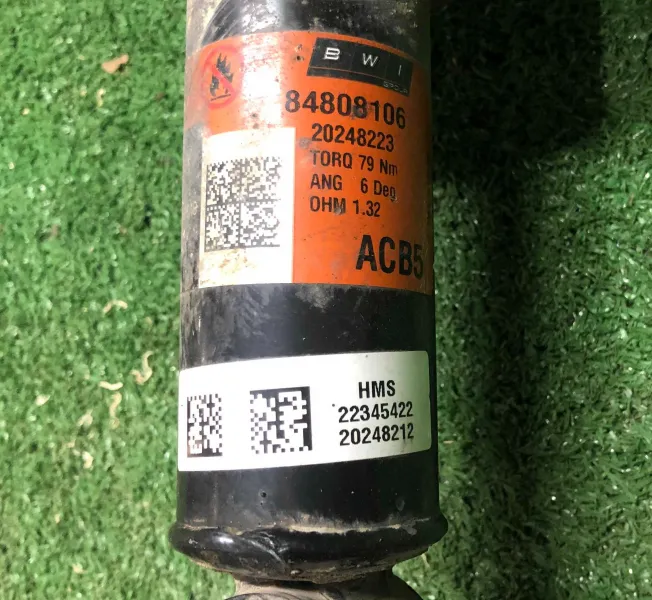 BWI
84808106
20248223
TORQ 79 Nm
ANG 6 Deg
OHM 1.32
ACB5
HMS
22345422
20248212